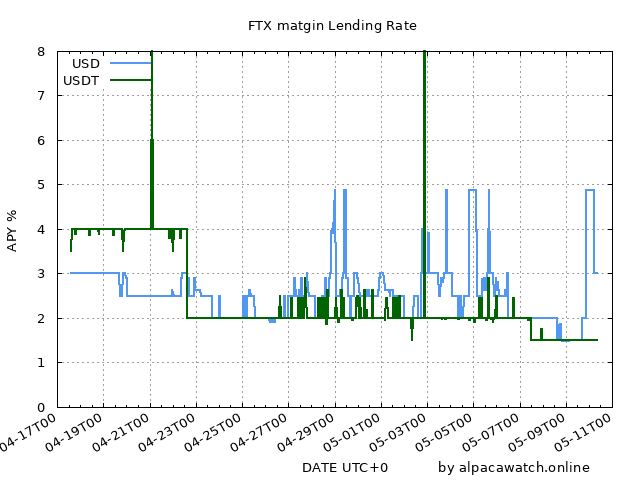 FTX matgin Lending Rate
USD
USDT
8
7
6
5
4
3
2
1
0
APY %
04-17T00
04-19T00
04-21T00
04-23T00
04-25T00
04-27T00
04-29T00
05-01T00
05-03T00
05-05T00
05-07T00
05-09T00
05-11T00
DATE UTC+0
by alpacawatch.online